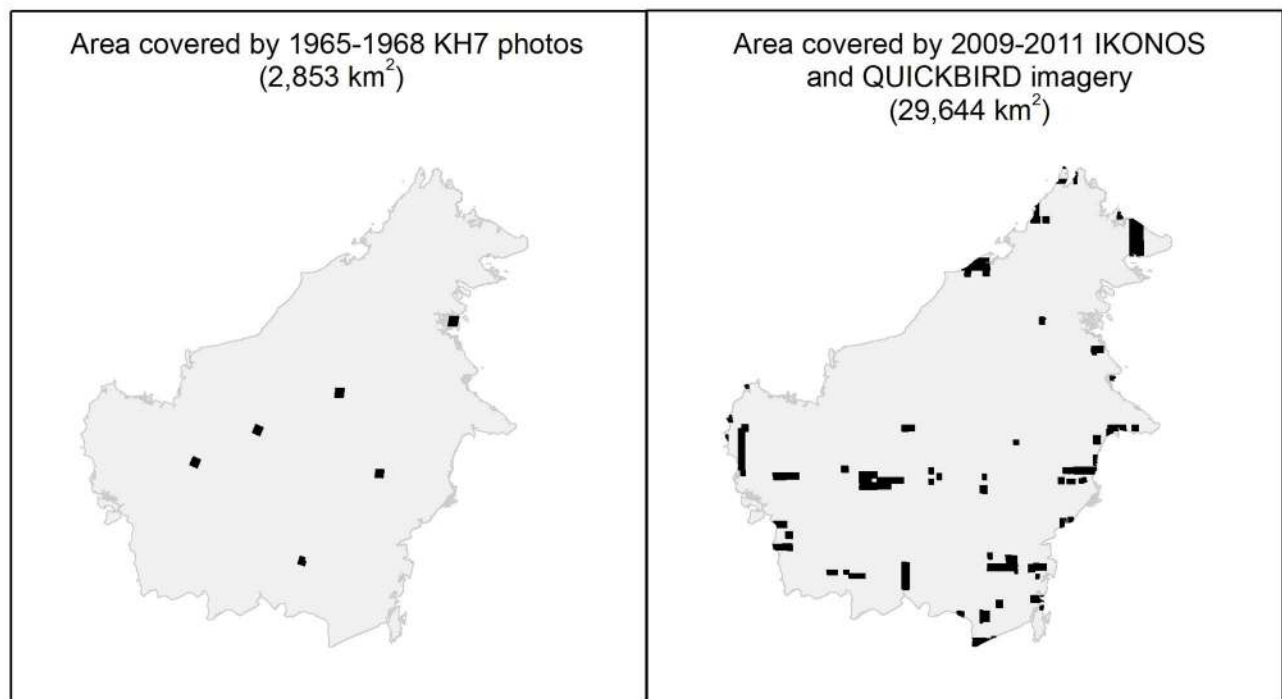 Area covered by 1965-1968 KH7 photos
(2,853 km²)
Area covered by 2009-2011 IKONOS
and QUICKBIRD imagery
(29,644 km²)